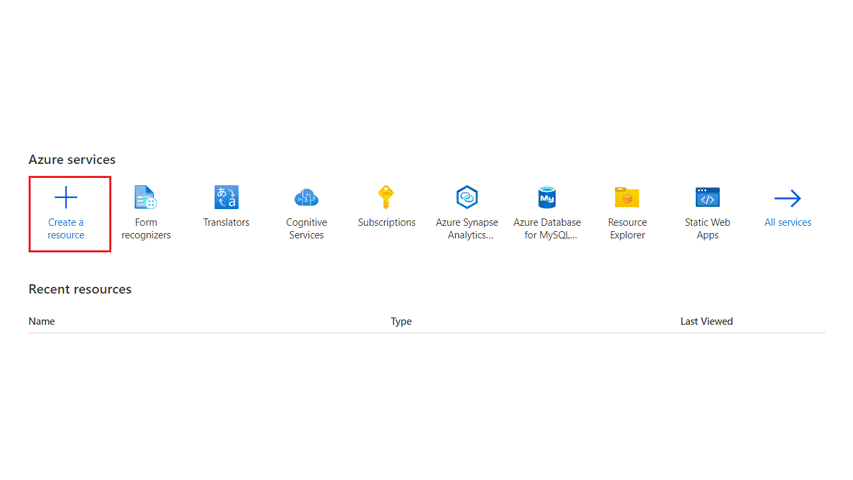 Azure services
Create a
resource
Form
recognizers
Translators
Cognitive
Services
Subscriptions
Azure Synapse
Analytics...
Azure Database
for MySQL...
Resource
Explorer
Static Web
Apps
All services
Recent resources
Name Type Last Viewed